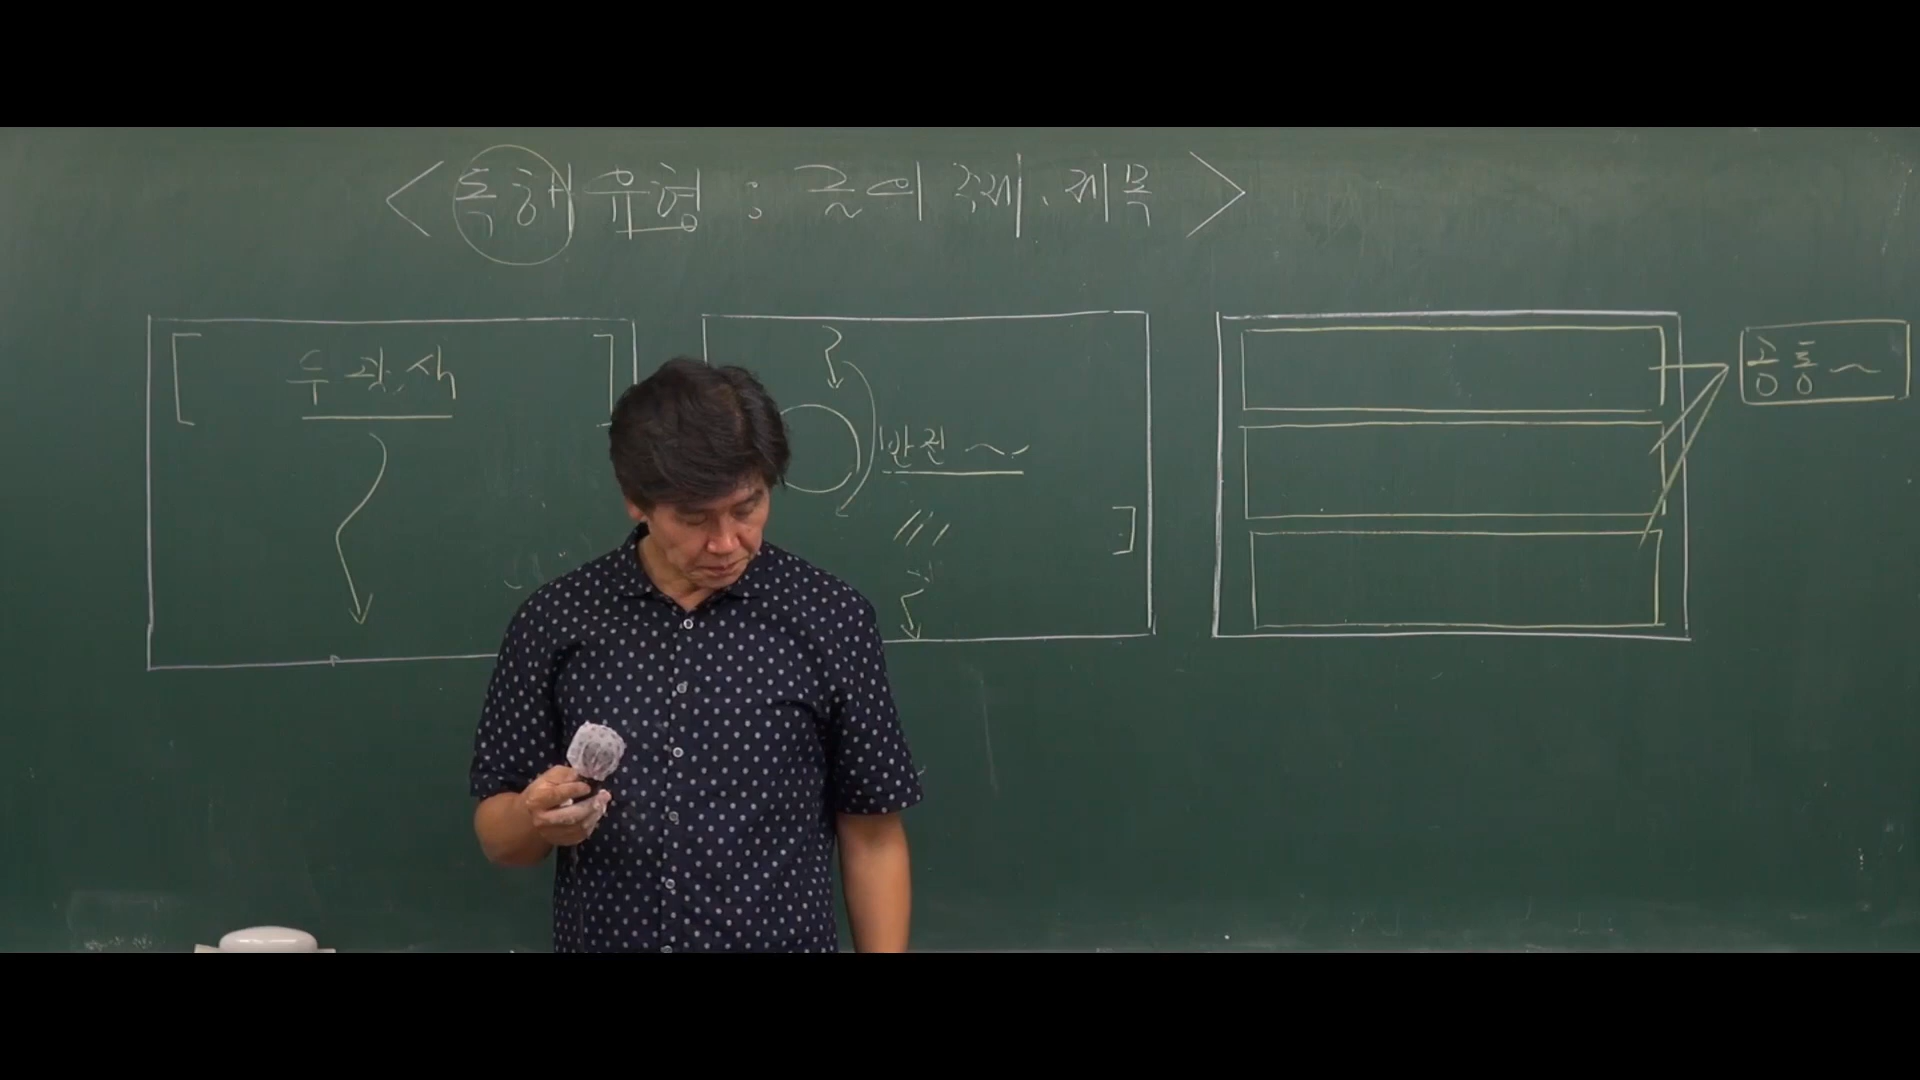 < 독해 유형 : 글의 주제, 제목 >
두괄식
반전 ~
공통 ~